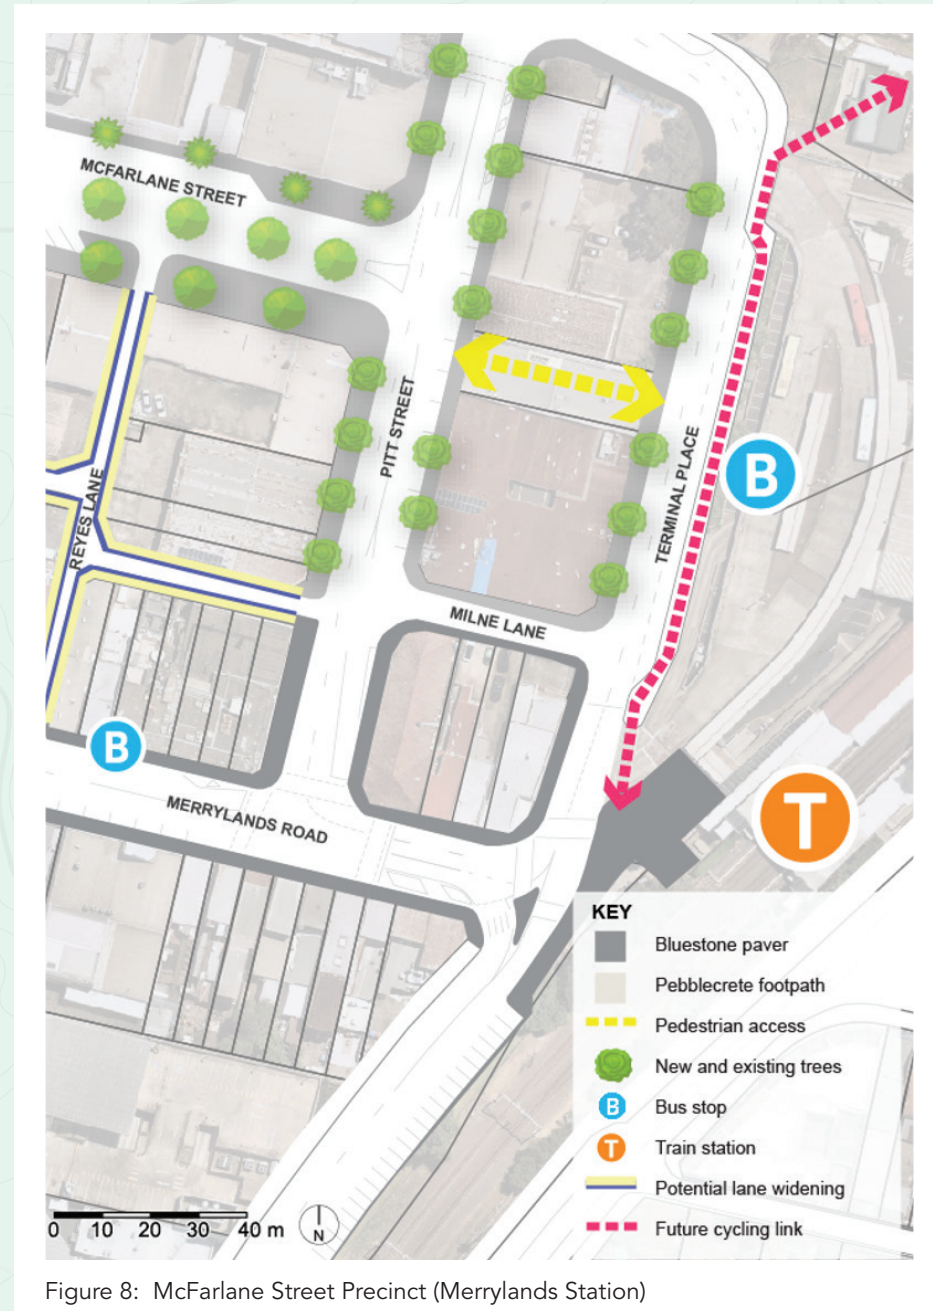 MCFARLANE STREET
PITT STREET
TERMINAL PLACE
B
REYES LANE
MILNE LANE
B
MERRYLANDS ROAD
T
KEY
Bluestone paver
Pebblecrete footpath
Pedestrian access
New and existing trees
B Bus stop
T Train station
Potential lane widening
Future cycling link
0 10 20 30 40 m
N
Figure 8: McFarlane Street Precinct (Merrylands Station)